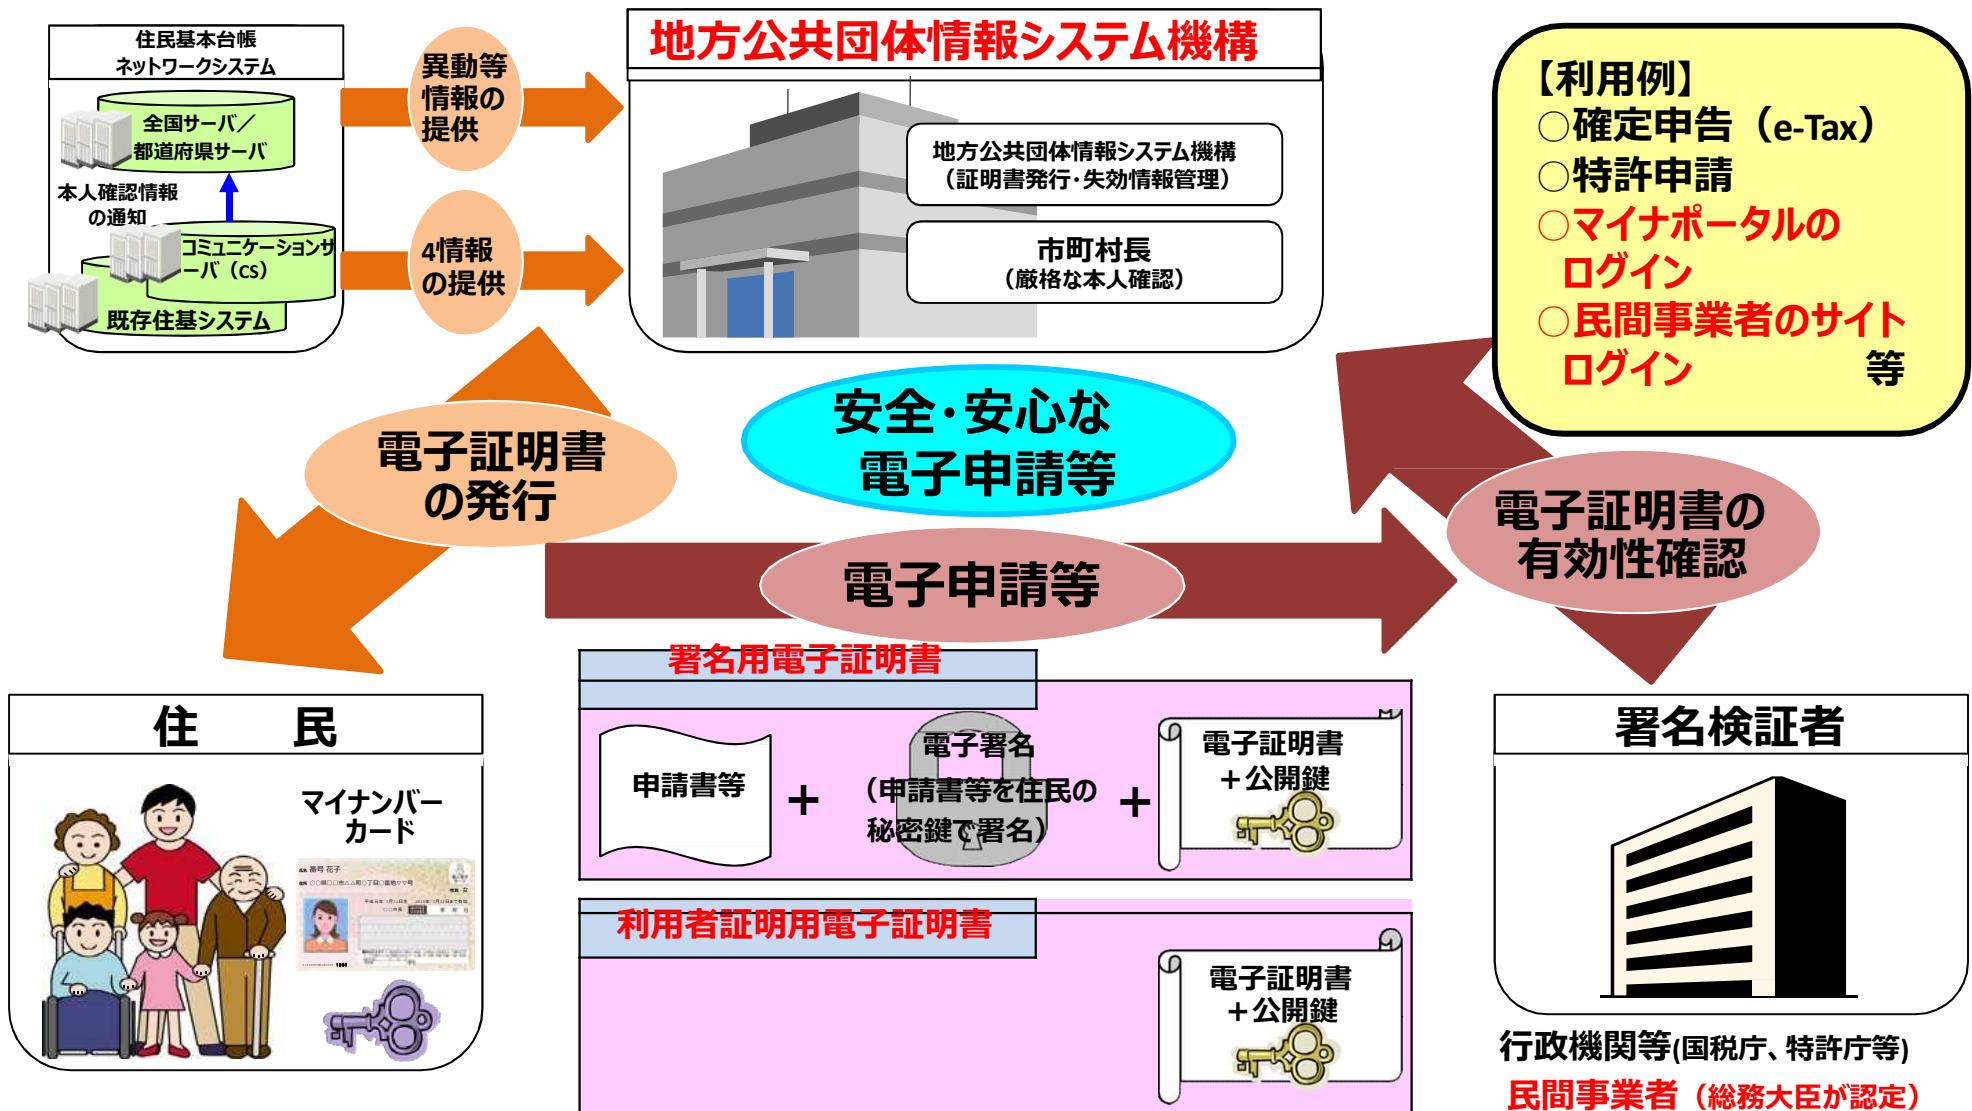 住民基本台帳
ネットワークシステム
全国サーバ／
都道府県サーバ
本人確認情報
の通知
コミュニケーションサ
ーバ（CS）
既存住基システム
異動等
情報の
提供
4情報
の提供
地方公共団体情報システム機構
地方公共団体情報システム機構
（証明書発行・失効情報管理）
市町村長
（厳格な本人確認）
【利用例】
○確定申告（e-Tax）
○特許申請
○マイナポータルの
ログイン
○民間事業者のサイト
ログイン 等
電子証明書
の発行
安全・安心な
電子申請等
電子申請等
電子証明書の
有効性確認
住 民
マイナンバー
カード
番号 花子
署名用電子証明書
申請書等
＋
電子署名
（申請書等を住民の
秘密鍵で署名）
＋
電子証明書
＋公開鍵
利用者証明用電子証明書
電子証明書
＋公開鍵
署名検証者
行政機関等(国税庁、特許庁等)
民間事業者（総務大臣が認定）